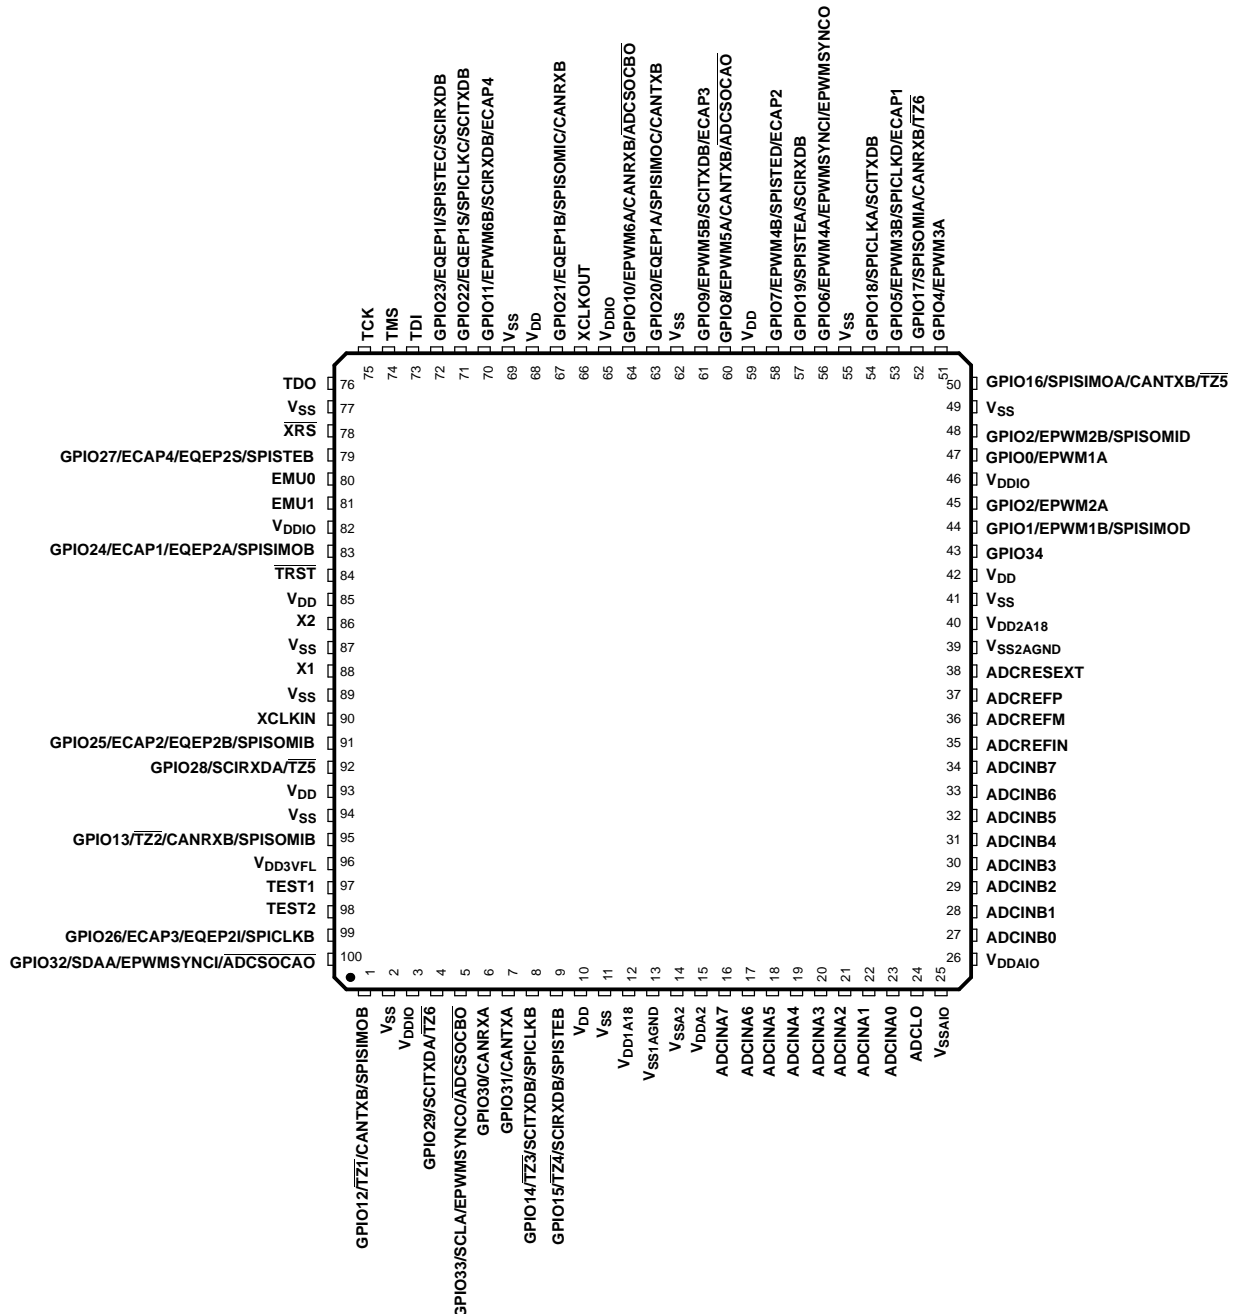 GPIO23/EQEP1I/SPISTEC/SCIRXDB
GPIO22/EQEP1S/SPICLKC/SCITXDB
GPIO11/EPWM6B/SCIRXDB/ECAP4
GPIO21/EQEP1B/SPISOMIC/CANRXB
GPIO10/EPWM6A/CANRXB/ADCSOCBO
GPIO20/EQEP1A/SPISIMOC/CANTXB
GPIO9/EPWM5B/SCITXDB/ECAP3
GPIO8/EPWM5A/CANTXB/ADCSOCAO
GPIO7/EPWM4B/SPISTED/ECAP2
GPIO19/SPISTEA/SCIRXDB
GPIO6/EPWM4A/EPWMSYNCI/EPWMSYNCO
GPIO18/SPICLKA/SCITXDB
GPIO5/EPWM3B/SPICLKD/ECAP1
GPIO17/SPISOMIA/CANRXB/TZ6
GPIO4/EPWM3A
TCK
TMS
TDI
VSS
VDD
XCLKOUT
VDDIO
VSS
VDD
VSS
75
74
73
72
71
70
69
68
67
66
65
64
63
62
61
60
59
58
57
56
55
54
53
52
51
TDO 76
VSS 77
XRS 78
GPIO27/ECAP4/EQEP2S/SPISTEB 79
EMU0 80
EMU1 81
VDDIO 82
GPIO24/ECAP1/EQEP2A/SPISIMOB 83
TRST 84
VDD 85
X2 86
VSS 87
X1 88
VSS 89
XCLKIN 90
GPIO25/ECAP2/EQEP2B/SPISOMIB 91
GPIO28/SCIRXDA/TZ5 92
VDD 93
VSS 94
GPIO13/TZ2/CANRXB/SPISOMIB 95
VDD3VFL 96
TEST1 97
TEST2 98
GPIO26/ECAP3/EQEP2I/SPICLKB 99
GPIO32/SDAA/EPWMSYNCI/ADCSOCAO 100
50 GPIO16/SPISIMOA/CANTXB/TZ5
49 VSS
48 GPIO2/EPWM2B/SPISOMID
47 GPIO0/EPWM1A
46 VDDIO
45 GPIO2/EPWM2A
44 GPIO1/EPWM1B/SPISIMOD
43 GPIO34
42 VDD
41 VSS
40 VDD2A18
39 VSS2AGND
38 ADCRESEXT
37 ADCREFP
36 ADCREFM
35 ADCREFIN
34 ADCINB7
33 ADCINB6
32 ADCINB5
31 ADCINB4
30 ADCINB3
29 ADCINB2
28 ADCINB1
27 ADCINB0
26 VDDAIO
1
2
3
4
5
6
7
8
9
10
11
12
13
14
15
16
17
18
19
20
21
22
23
24
25
GPIO12/TZ1/CANTXB/SPISIMOB
VSS
VDDIO
GPIO29/SCITXDA/TZ6
GPIO33/SCLA/EPWMSYNCO/ADCSOCBO
GPIO30/CANRXA
GPIO31/CANTXA
GPIO14/TZ3/SCITXDB/SPICLKB
GPIO15/TZ4/SCIRXDB/SPISTEB
VDD
VSS
VDD1A18
VSS1AGND
VSSA2
VDDA2
ADCINA7
ADCINA6
ADCINA5
ADCINA4
ADCINA3
ADCINA2
ADCINA1
ADCINA0
ADCLO
VSSAIO